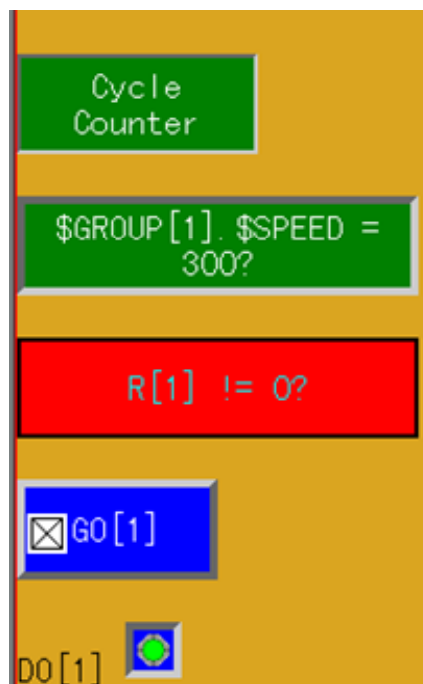 Cycle
Counter
$GROUP[1].$SPEED =
300?
R[1] != 0?
GO[1]
DO[1]